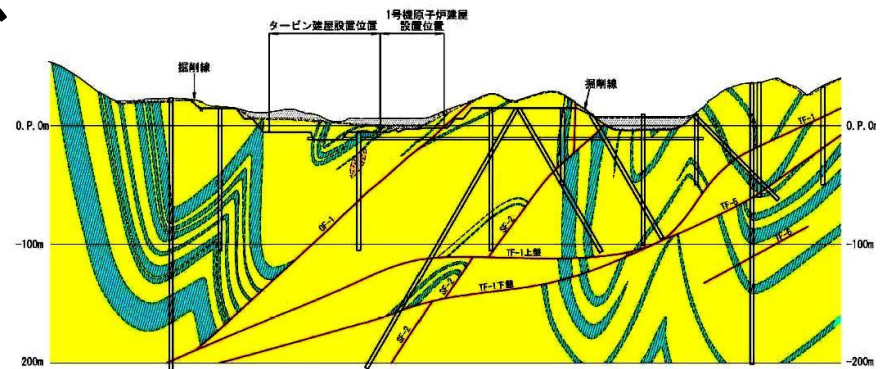 タービン建屋設置位置
1号機原子炉建屋
設置位置
掘削線
掘削線
O.P.0m
O.P.0m
TF-1
TF-5
TF-6
OF-1
SF-2
-100m
-100m
TF-1上盤
TF-1下盤
SF-2
SF-2
200m
-200m